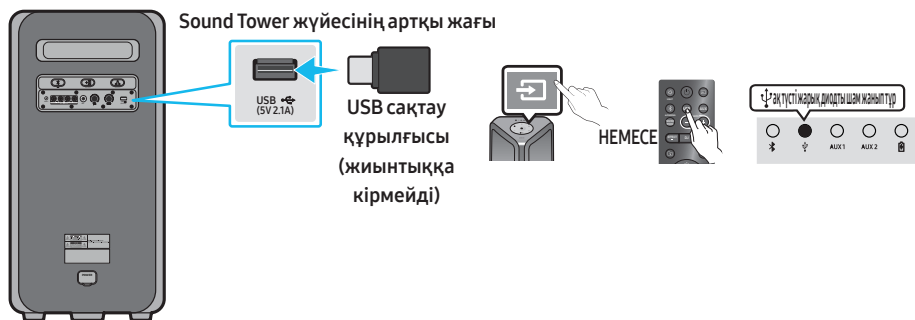 Sound Tower жүйесінің артқы жағы
USB
(5V 2.1A)
USB сақтау
құрылғысы
(жиынтыққа
кірмейді)
НЕМЕСЕ
ақ түсті жарық диодты шам жанып тұр
AUX 1
AUX 2